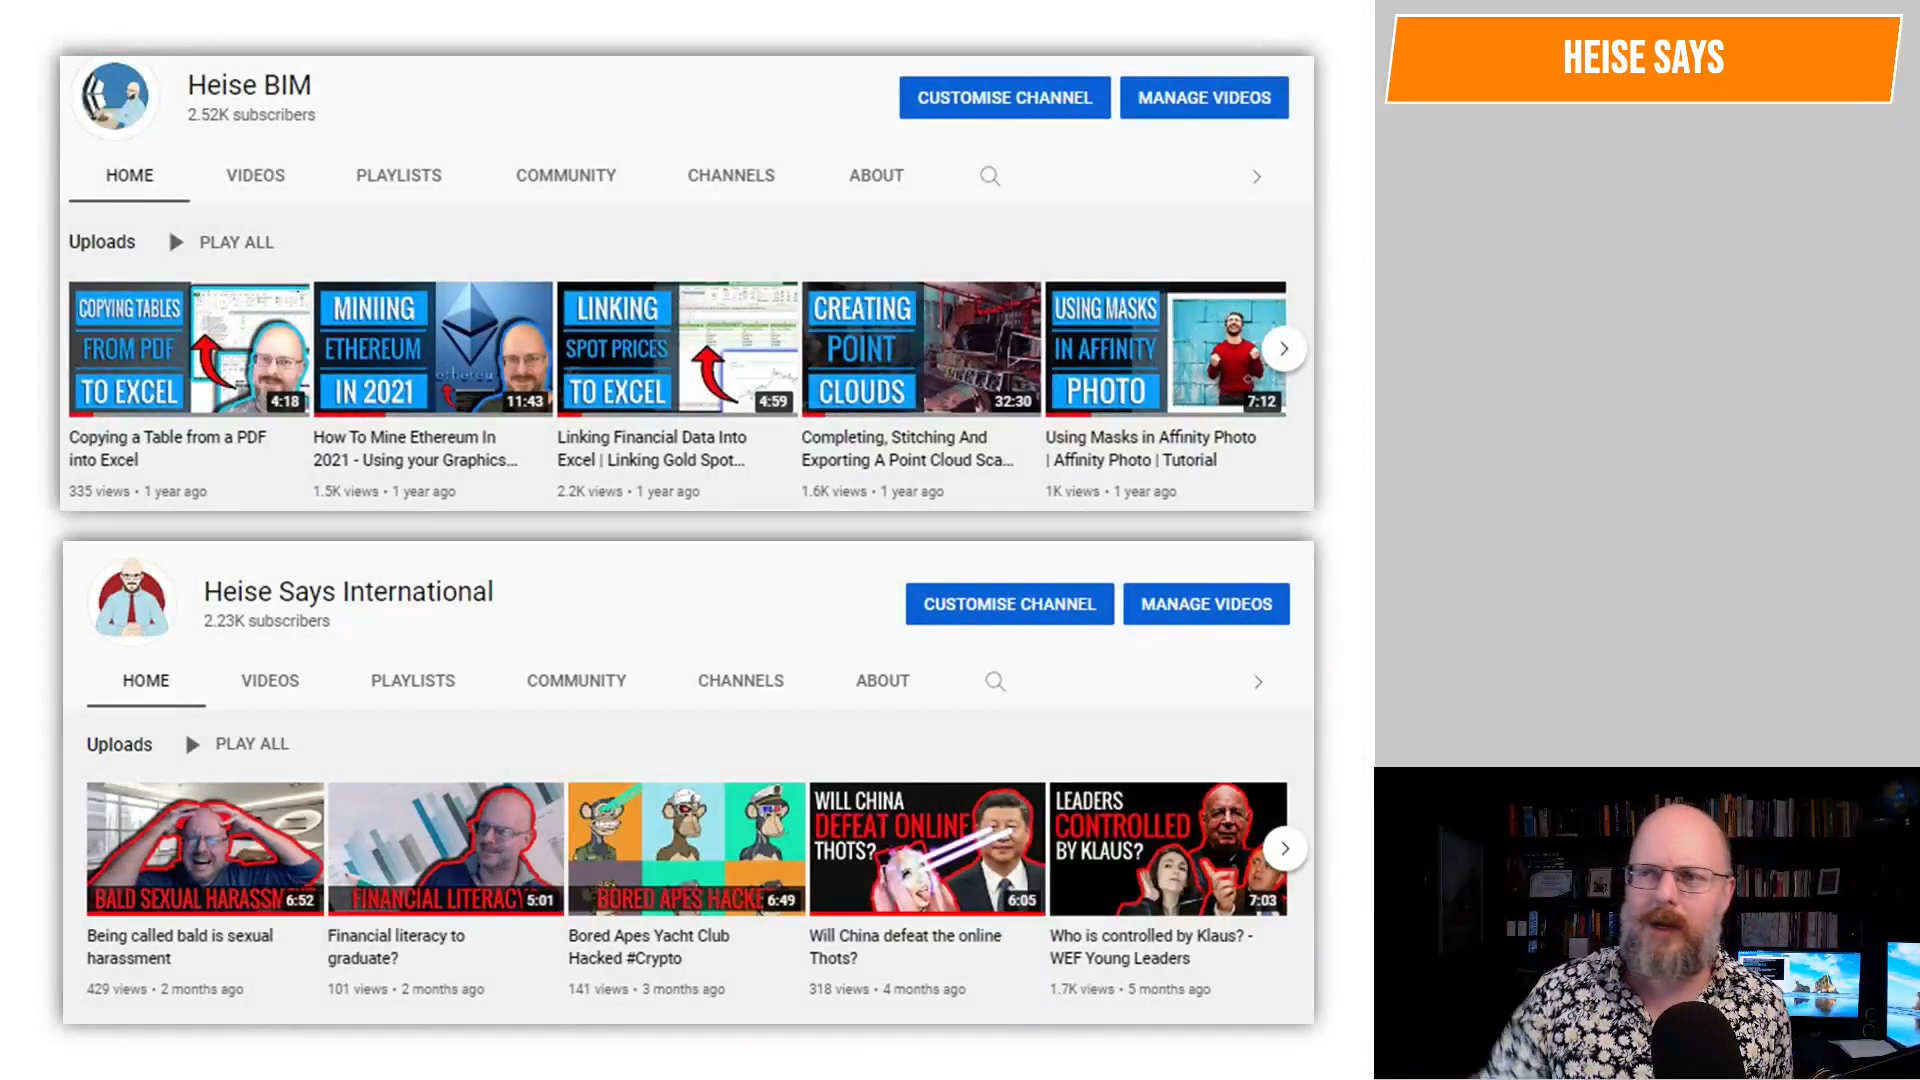 HEISE SAYS
Heise BIM
2.52K subscribers
CUSTOMISE CHANNEL
MANAGE VIDEOS
HOME
VIDEOS
PLAYLISTS
COMMUNITY
CHANNELS
ABOUT
Uploads
PLAY ALL
COPYING TABLES
FROM PDF
TO EXCEL
4:18
MINIING
ETHEREUM
IN 2021
ethereu
11:43
LINKING
SPOT PRICES
TO EXCEL
4:59
CREATING
POINT
CLOUDS
32:30
USING MASKS
IN AFFINITY
PHOTO
7:12
Copying a Table from a PDF
into Excel
335 views • 1 year ago
How To Mine Ethereum In
2021 - Using your Graphics...
1.5K views • 1 year ago
Linking Financial Data Into
Excel | Linking Gold Spot...
2.2K views • 1 year ago
Completing, Stitching And
Exporting A Point Cloud Sca...
1.6K views • 1 year ago
Using Masks in Affinity Photo
| Affinity Photo | Tutorial
1K views • 1 year ago
Heise Says International
2.23K subscribers
CUSTOMISE CHANNEL
MANAGE VIDEOS
HOME
VIDEOS
PLAYLISTS
COMMUNITY
CHANNELS
ABOUT
Uploads
PLAY ALL
BALD SEXUAL HARASSM
6:52
FINANCIAL LITERACY
5:01
BORED APES HACKE
6:49
WILL CHINA
DEFEAT ONLINE
THOTS?
6:05
LEADERS
CONTROLLED
BY KLAUS?
7:03
Being called bald is sexual
harassment
429 views • 2 months ago
Financial literacy to
graduate?
101 views • 2 months ago
Bored Apes Yacht Club
Hacked #Crypto
141 views • 3 months ago
Will China defeat the online
Thots?
318 views • 4 months ago
Who is controlled by Klaus? -
WEF Young Leaders
1.7K views • 5 months ago